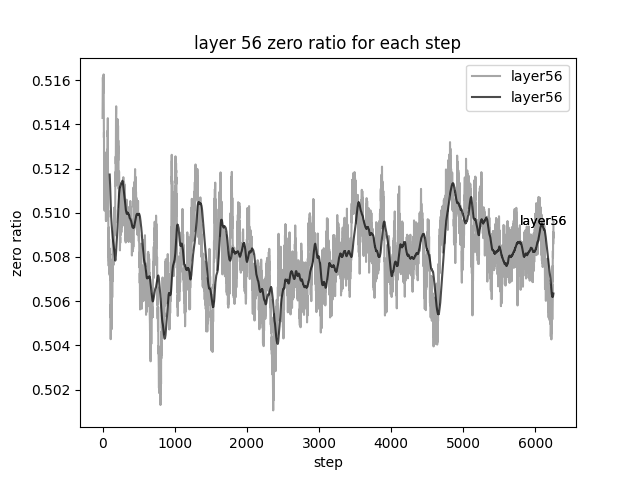 layer 56 zero ratio for each step
layer56
layer56
layer56
zero ratio
0.516
0.514
0.512
0.510
0.508
0.506
0.504
0.502
0
1000
2000
3000
4000
5000
6000
step